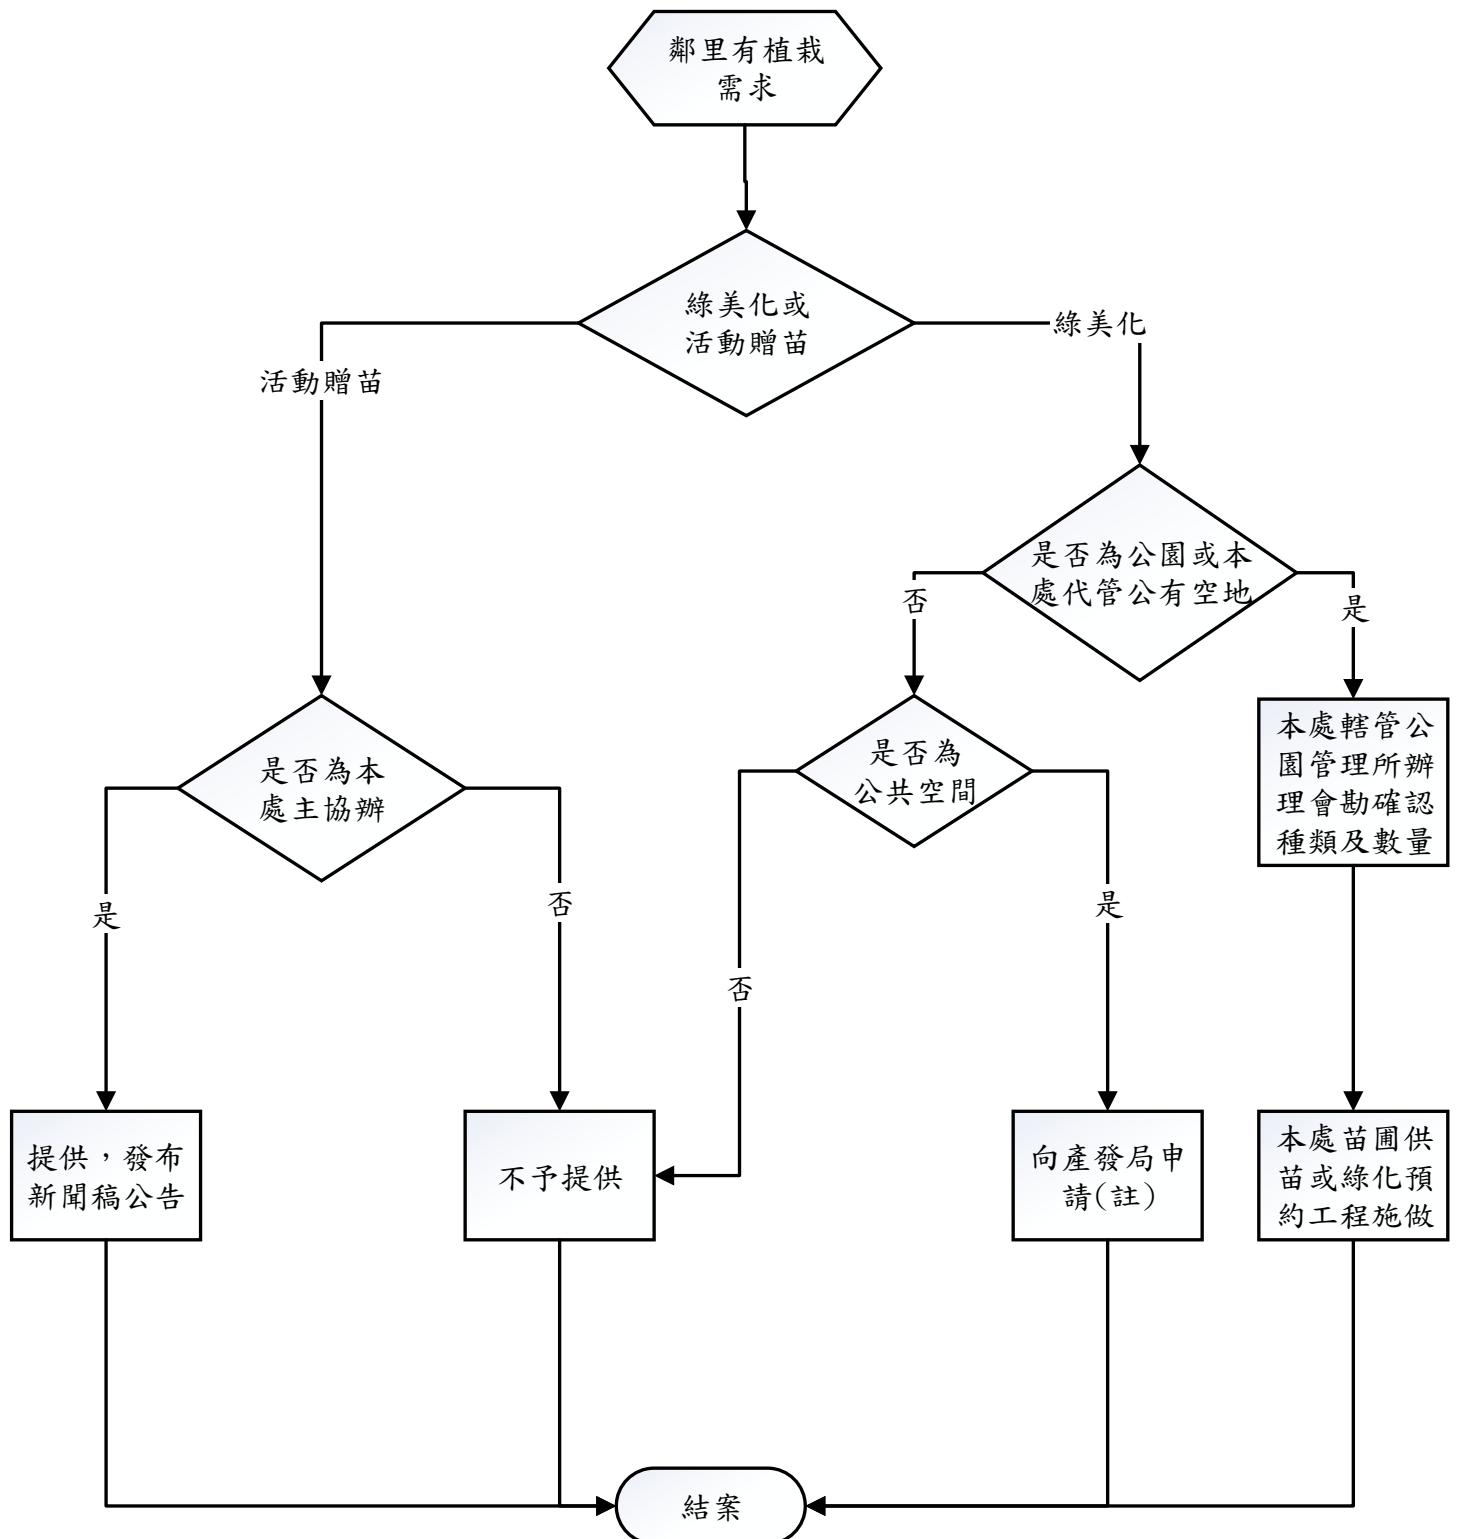 鄰里有植栽
需求
綠美化或
活動贈苗
綠美化
活動贈苗
是否為公園或本
處代管公有空地
否
是
是否為本
處主協辦
是否為
公共空間
本處轄管公
園管理所辦
理會勘確認
種類及數量
是
否
否
是
提供，發布
新聞稿公告
不予提供
向產發局申
請(註)
本處苗圃供
苗或綠化預
約工程施做
結案